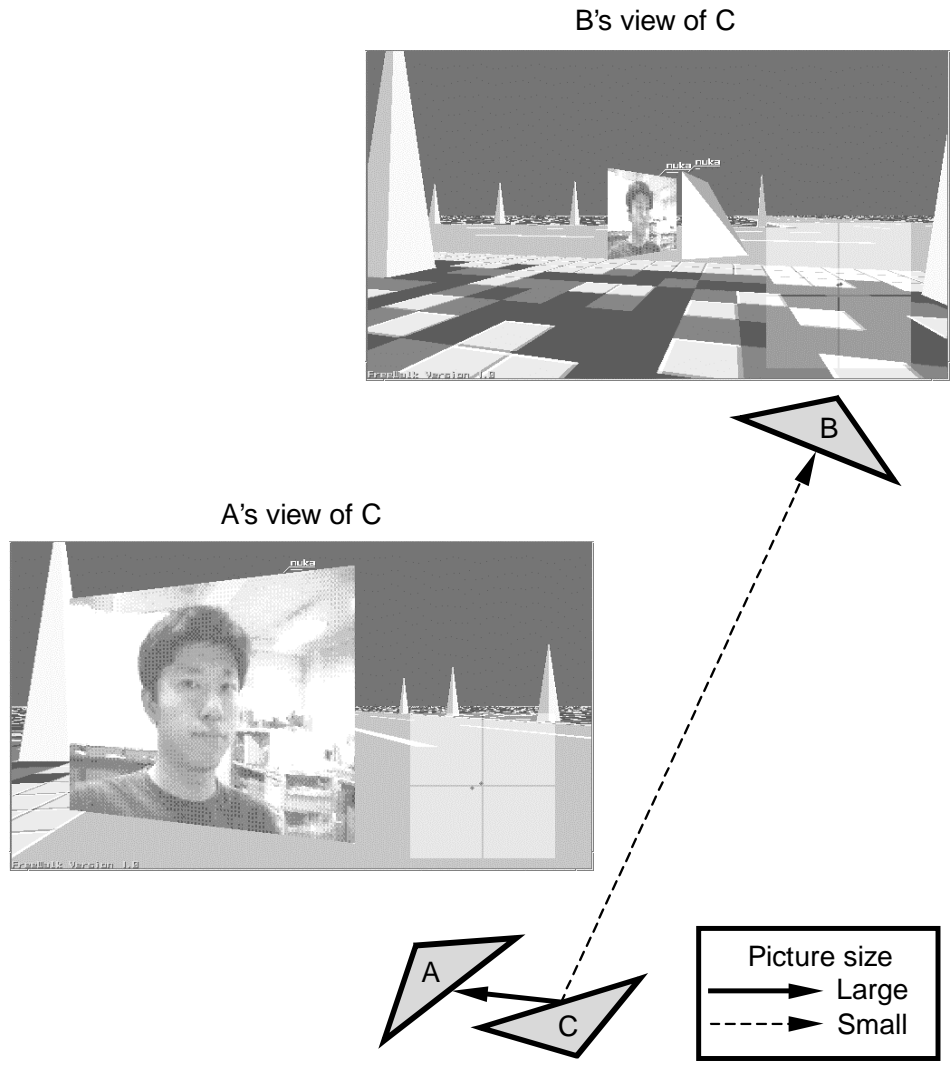 B's view of C
nuka
nuka
FreeWalk Version 1.0
B
A's view of C
nuka
FreeWalk Version 1.0
A
C
Picture size
Large
Small